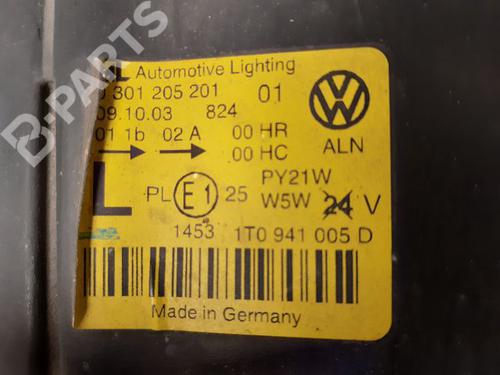 B-PARTS
L Automotive Lighting
0 301 205 201 01
09.10.03 824
01 1b 02 A 00 HR
00 HC
ALN
L PL E1 25 PY21W
W5W 24 V
1453 1T0 941 005 D
Made in Germany